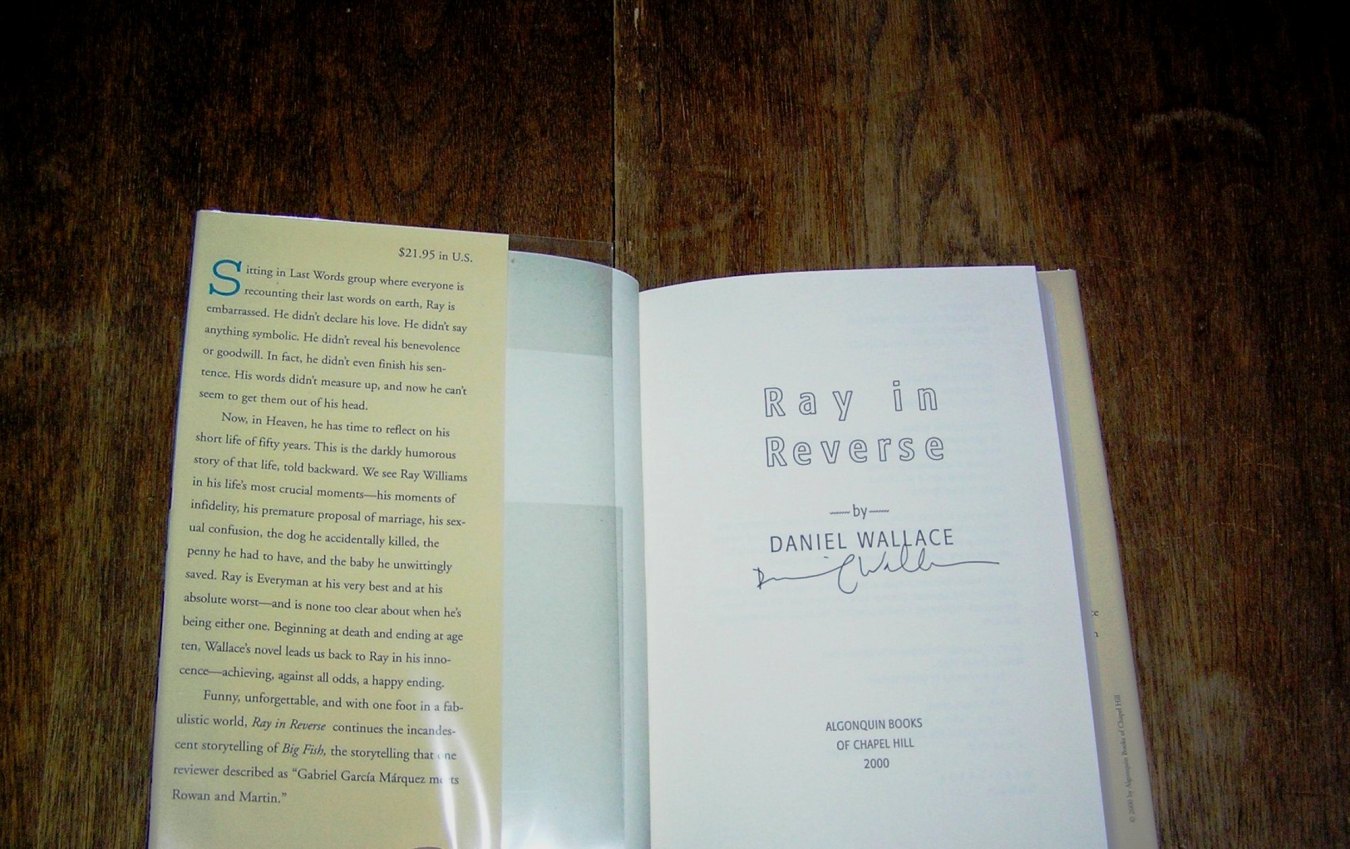 $21.95 in U.S.
Sitting in Last Words group where everyone is
recounting their last words on earth, Ray is
embarrassed. He didn't declare his love. He didn't say
anything symbolic. He didn't reveal his benevolence
or goodwill. In fact, he didn't even finish his sen-
tence. His words didn't measure up, and now he can't
seem to get them out of his head.
Now, in Heaven, he has time to reflect on his
short life of fifty years. This is the darkly humorous
story of that life, told backward. We see Ray Williams
in his life's most crucial moments—his moments of
infidelity, his premature proposal of marriage, his sex-
ual confusion, the dog he accidentally killed, the
penny he had to have, and the baby he unwittingly
saved. Ray is Everyman at his very best and at his
absolute worst—and is none too clear about when he's
being either one. Beginning at death and ending at age
ten, Wallace's novel leads us back to Ray in his inno-
cence—achieving, against all odds, a happy ending.
Funny, unforgettable, and with one foot in a fab-
ulistic world, Ray in Reverse continues the incandes-
cent storytelling of Big Fish, the storytelling that one
reviewer described as "Gabriel García Márquez meets
Rowan and Martin."
Ray in
Reverse
by
DANIEL WALLACE
Daniel Wallace
ALGONQUIN BOOKS
OF CHAPEL HILL
2000
© 2000 by Algonquin Books of Chapel Hill